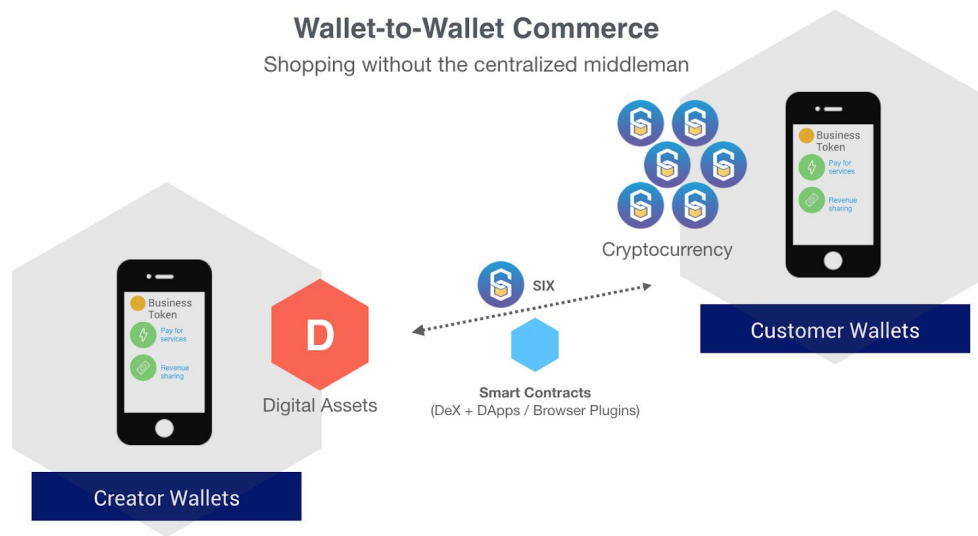 Wallet-to-Wallet Commerce
Shopping without the centralized middleman
Business
Token
Pay for
services
Revenue
sharing
Cryptocurrency
Customer Wallets
SIX
Smart Contracts
(DeX + DApps / Browser Plugins)
Business
Token
Pay for
services
Revenue
sharing
D
Digital Assets
Creator Wallets